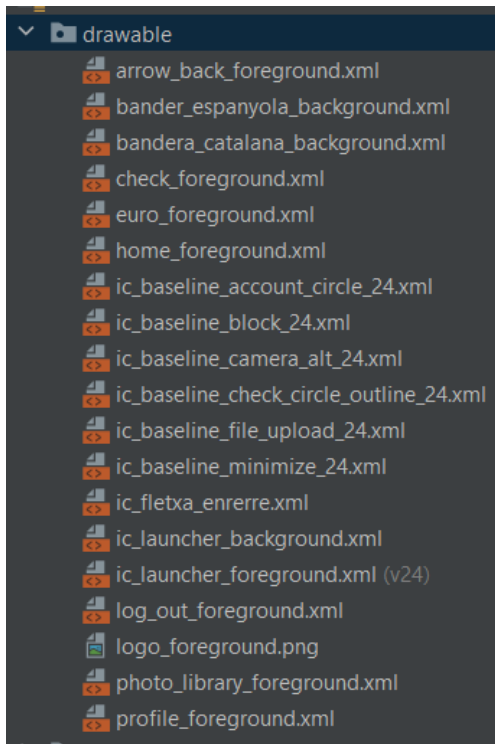 drawable
arrow_back_foreground.xml
bander_espanyola_background.xml
bandera_catalana_background.xml
check_foreground.xml
euro_foreground.xml
home_foreground.xml
ic_baseline_account_circle_24.xml
ic_baseline_block_24.xml
ic_baseline_camera_alt_24.xml
ic_baseline_check_circle_outline_24.xml
ic_baseline_file_upload_24.xml
ic_baseline_minimize_24.xml
ic_fletxa_enrerre.xml
ic_launcher_background.xml
ic_launcher_foreground.xml (v24)
log_out_foreground.xml
logo_foreground.png
photo_library_foreground.xml
profile_foreground.xml